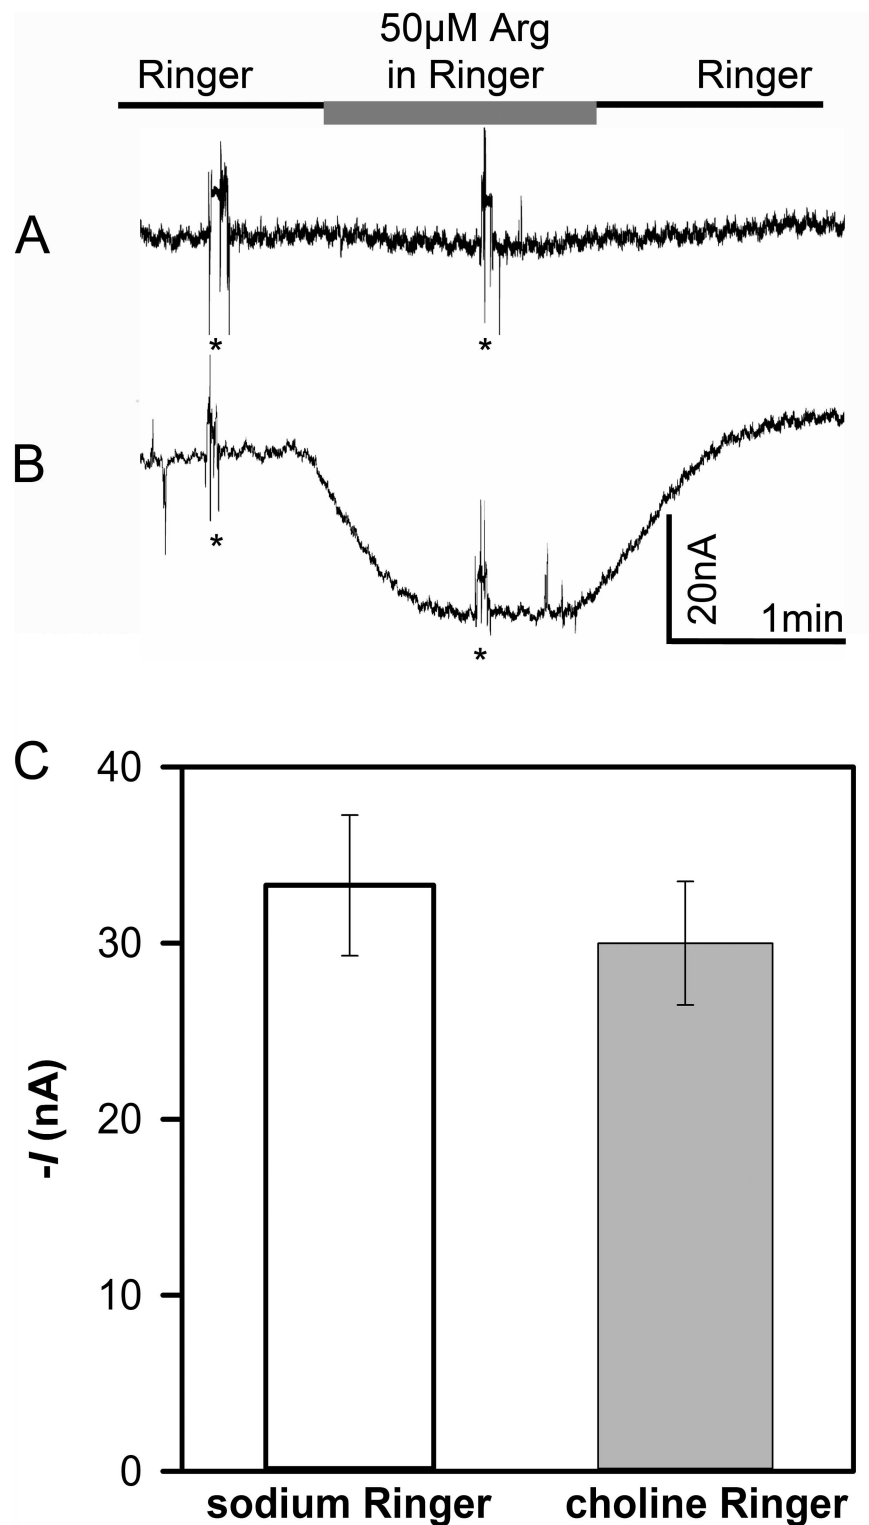 50µM Arg
Ringer in Ringer Ringer
A
*
*
B
*
*
20nA
1min
C
40
30
20
10
0
-I (nA)
sodium Ringer choline Ringer